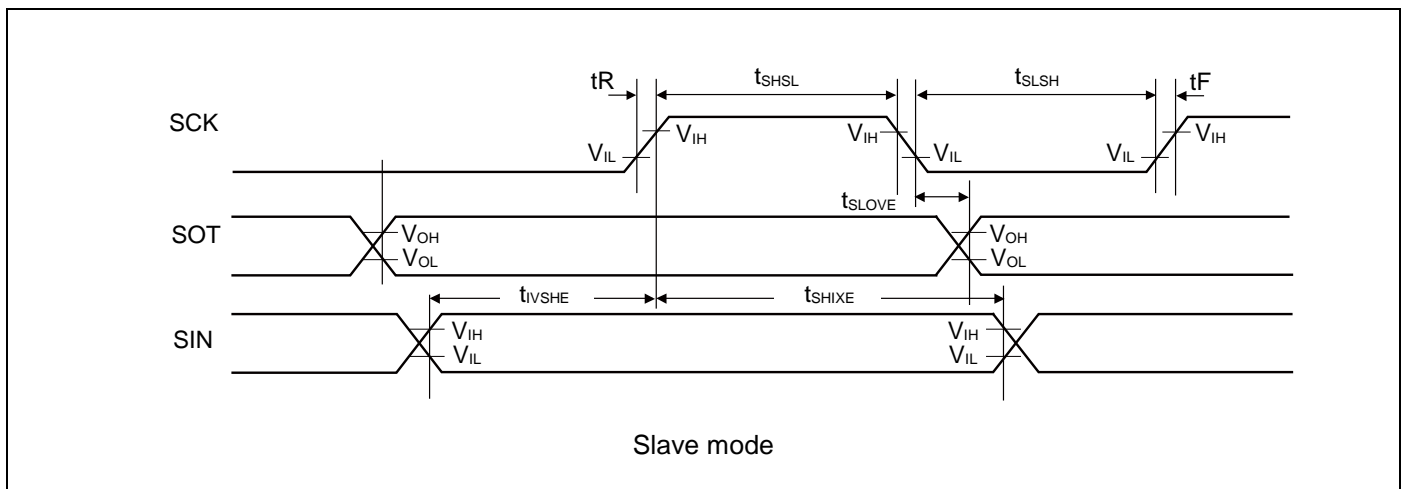 tR tSHSL tSLSH tF
SCK
VIH VIH VIH
VIL VIL VIL
tSLOVE
SOT
VOH VOH
VOL VOL
tIVSHE tSHIXE
SIN
VIH VIH
VIL VIL
Slave mode